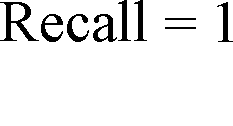 Recall = 1